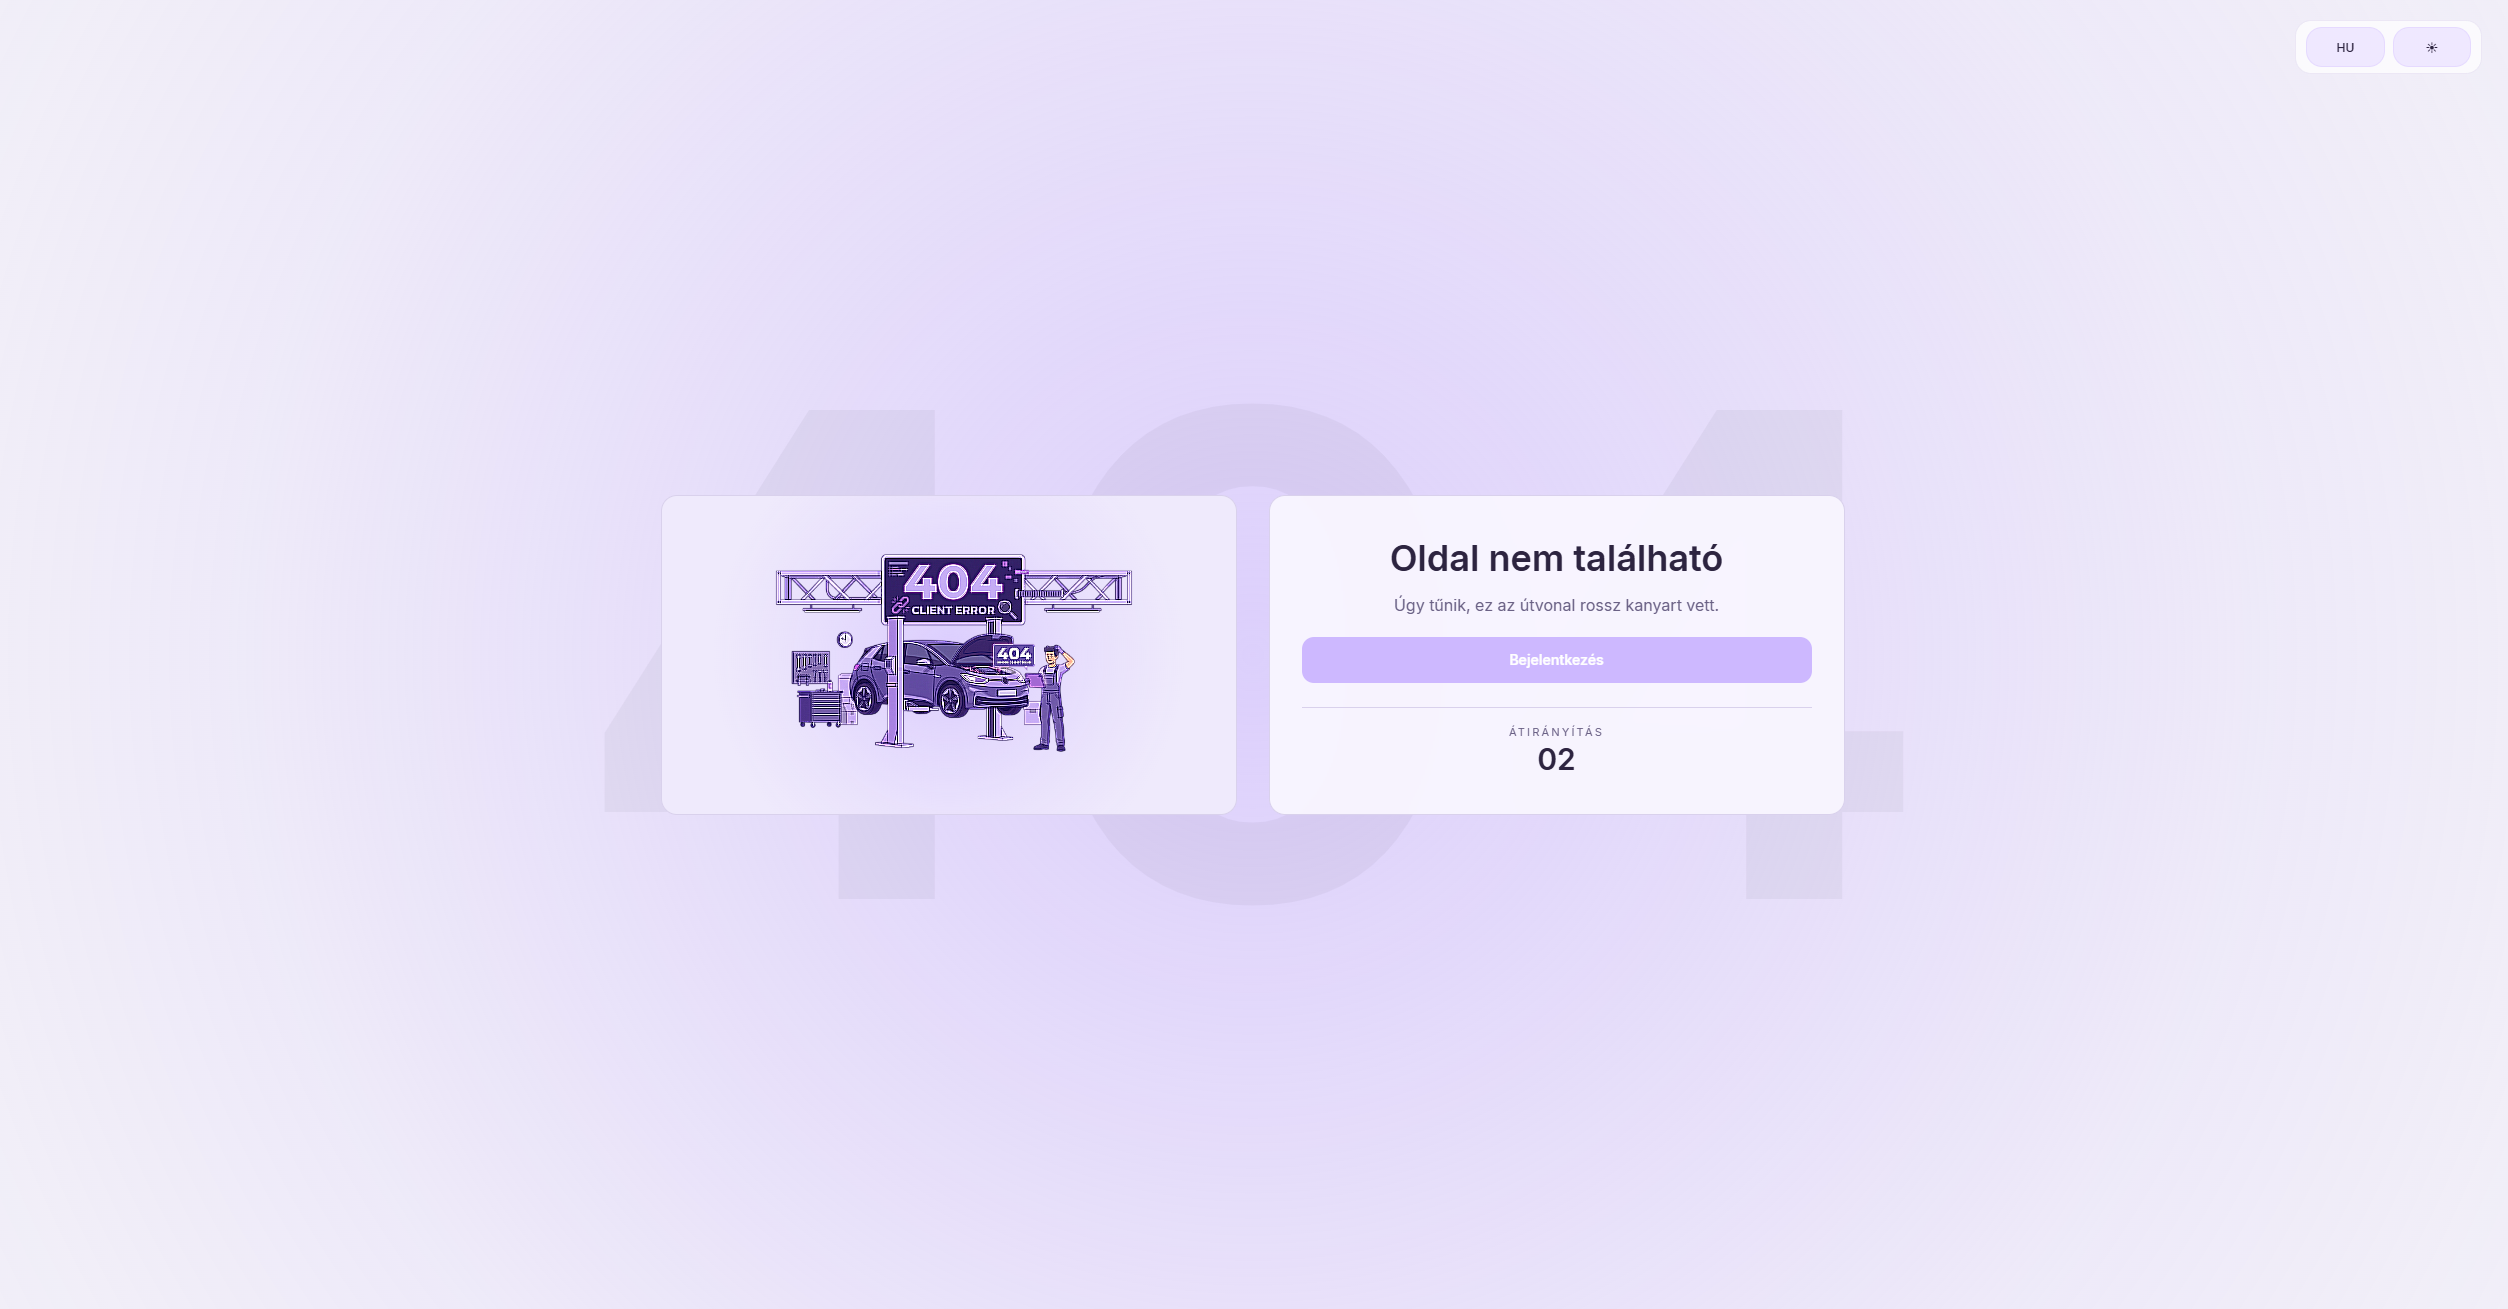 HU
404
404
CLIENT ERROR
404
Oldal nem található
Úgy tűnik, ez az útvonal rossz kanyart vett.
Bejelentkezés
ÁTIRÁNYÍTÁS
02